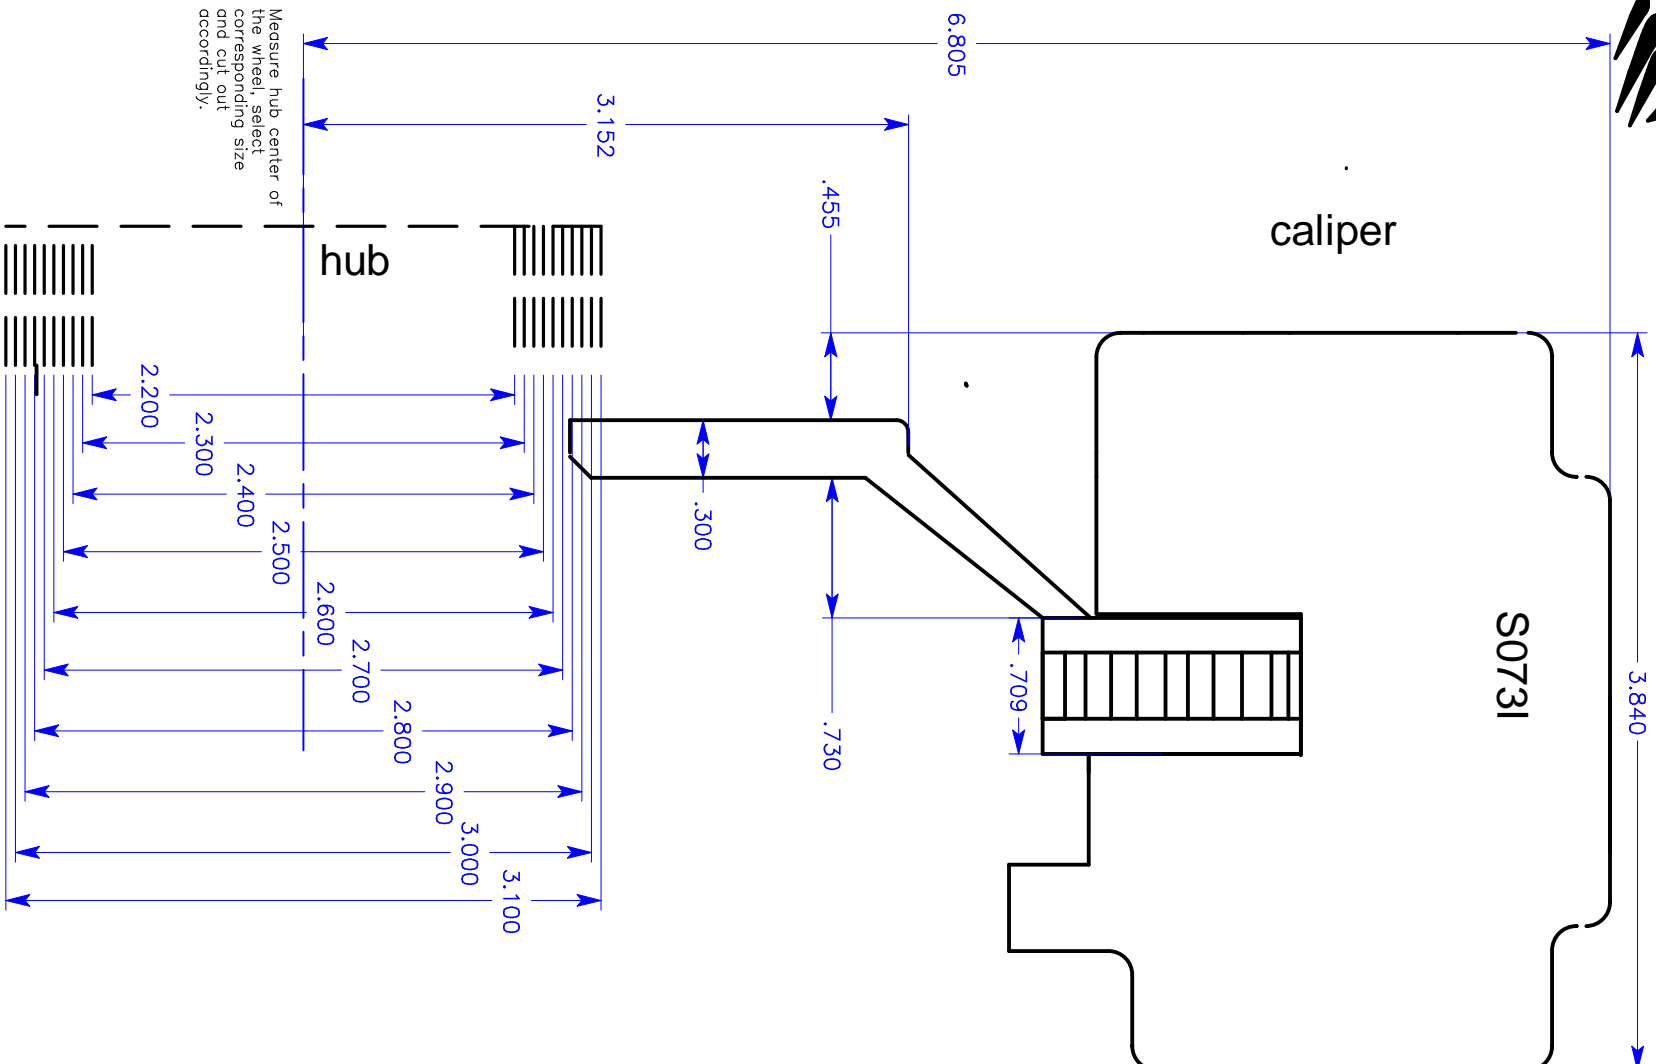 6.805
3.152
.455
caliper
Measure hub center of
the wheel, select
corresponding size
and cut out
accordingly.
hub
2.200
2.300
2.400
2.500
2.600
2.700
2.800
2.900
3.000
3.100
.300
.730
.709
S073I
3.840